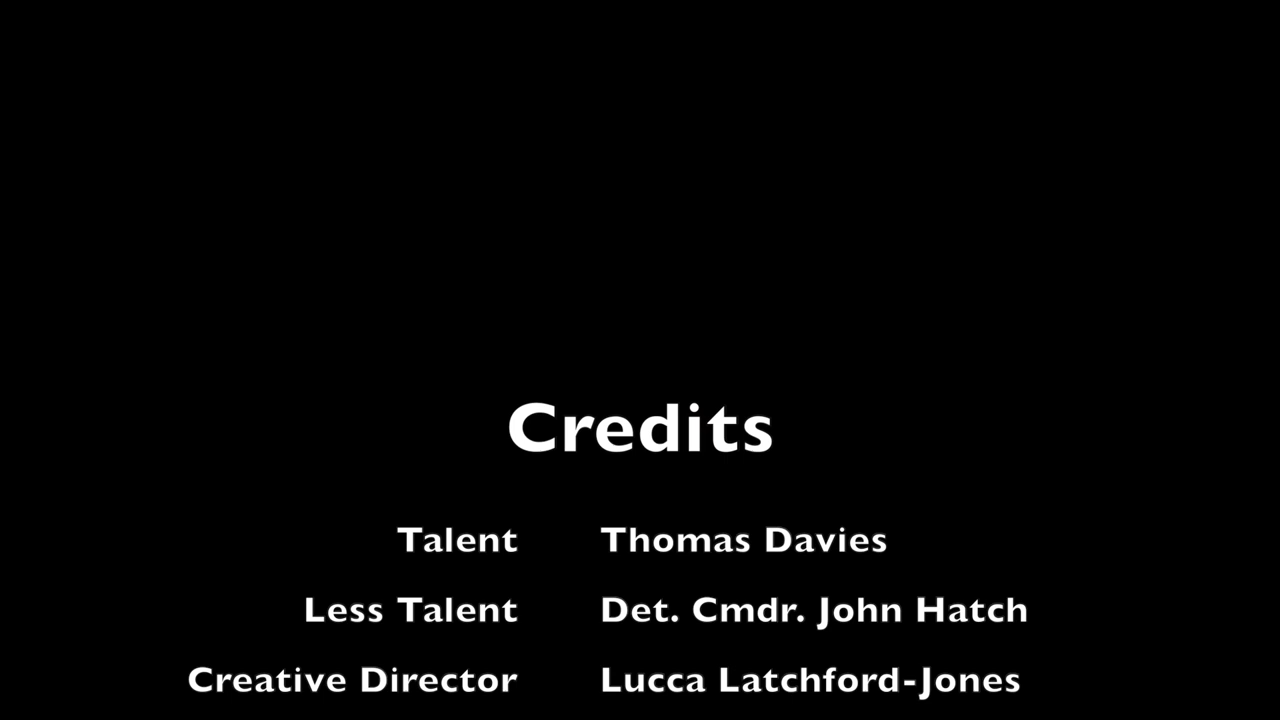 Credits
Talent Thomas Davies
Less Talent Det. Cmdr. John Hatch
Creative Director Lucca Latchford-Jones